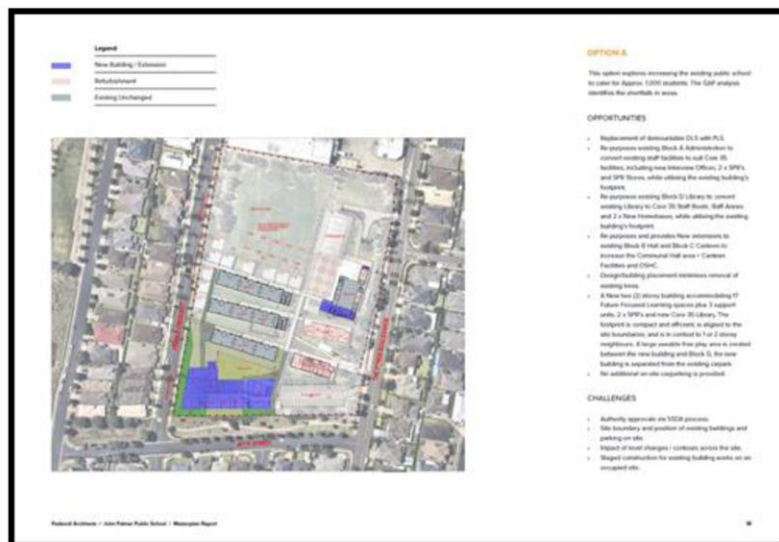 Legend
New Building / Extension
Refurbishment
Existing Unchanged
OPTION A
This option explores increasing the existing public school
to cater for Approx. 1,000 students. The GAP analysis
identifies the shortfalls in areas.
OPPORTUNITIES
Replacement of demountable DLS with PLS.
Re-purposes existing Block A Administration to
convert existing staff facilities to suit Core 35
facilities, including new Interview Offices, 2 x SPR's
and SPR Stores, while utilising the existing building's
footprint.
Re-purposes existing Block D Library to convert
existing Library to Core 35 Staff Room, Staff Annex
and 2 x New Homebases, while utilising the existing
building's footprint.
Re-purposes and provides New extensions to
existing Block B Hall and Block C Canteen to
increase the Communal Hall area + Canteen
Facilities and OSHC.
Design/building placement minimises removal of
existing trees.
A New two (2) storey building accommodating 17
Future Focused Learning spaces plus 3 support
units, 2 x SPR's and new Core 35 Library. The
footprint is compact and efficient, is aligned to the
site boundaries, and is in context to 1 or 2 storey
neighbours. A large useable free play area is created
between the new building and Block G, the new
building is separated from the existing carpark.
No additional on-site carparking is provided.
CHALLENGES
Authority approvals via SSDA process.
Site boundary and position of existing buildings and
parking on site.
Impact of level changes / contours across the site.
Staged construction for existing building works on an
occupied site.
Architects / John Palmer Public School / Masterplan Report